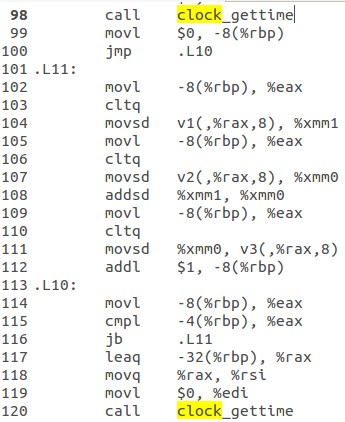 98 call clock_gettime
99 movl $0, -8(%rbp)
100 jmp .L10
101 .L11:
102 movl -8(%rbp), %eax
103 cltq
104 movsd v1(,%rax,8), %xmm1
105 movl -8(%rbp), %eax
106 cltq
107 movsd v2(,%rax,8), %xmm0
108 addsd %xmm1, %xmm0
109 movl -8(%rbp), %eax
110 cltq
111 movsd %xmm0, v3(,%rax,8)
112 addl $1, -8(%rbp)
113 .L10:
114 movl -8(%rbp), %eax
115 cmpl -4(%rbp), %eax
116 jb .L11
117 leaq -32(%rbp), %rax
118 movq %rax, %rsi
119 movl $0, %edi
120 call clock_gettime